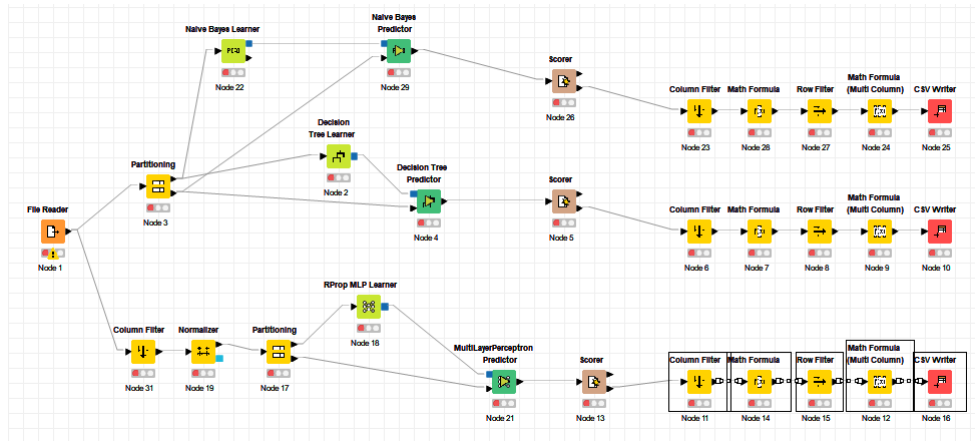 Naive Bayes Learner
Node 22
Naive Bayes
Predictor
Node 29
Scorer
Node 26
Column Filter
Node 23
Math Formula
Node 28
Row Filter
Node 27
Math Formula
(Multi Column)
Node 24
CSV Writer
Node 25
Decision
Tree Learner
Node 2
Partitioning
Node 3
Decision Tree
Predictor
Node 4
Scorer
Node 5
Column Filter
Node 6
Math Formula
Node 7
Row Filter
Node 8
Math Formula
(Multi Column)
Node 9
CSV Writer
Node 10
File Reader
Node 1
RProp MLP Learner
Node 18
Column Filter
Node 31
Normalizer
Node 19
Partitioning
Node 17
MultiLayerPerceptron
Predictor
Node 21
Scorer
Node 13
Column Filter
Node 11
Math Formula
Node 14
Row Filter
Node 15
Math Formula
(Multi Column)
Node 12
CSV Writer
Node 16